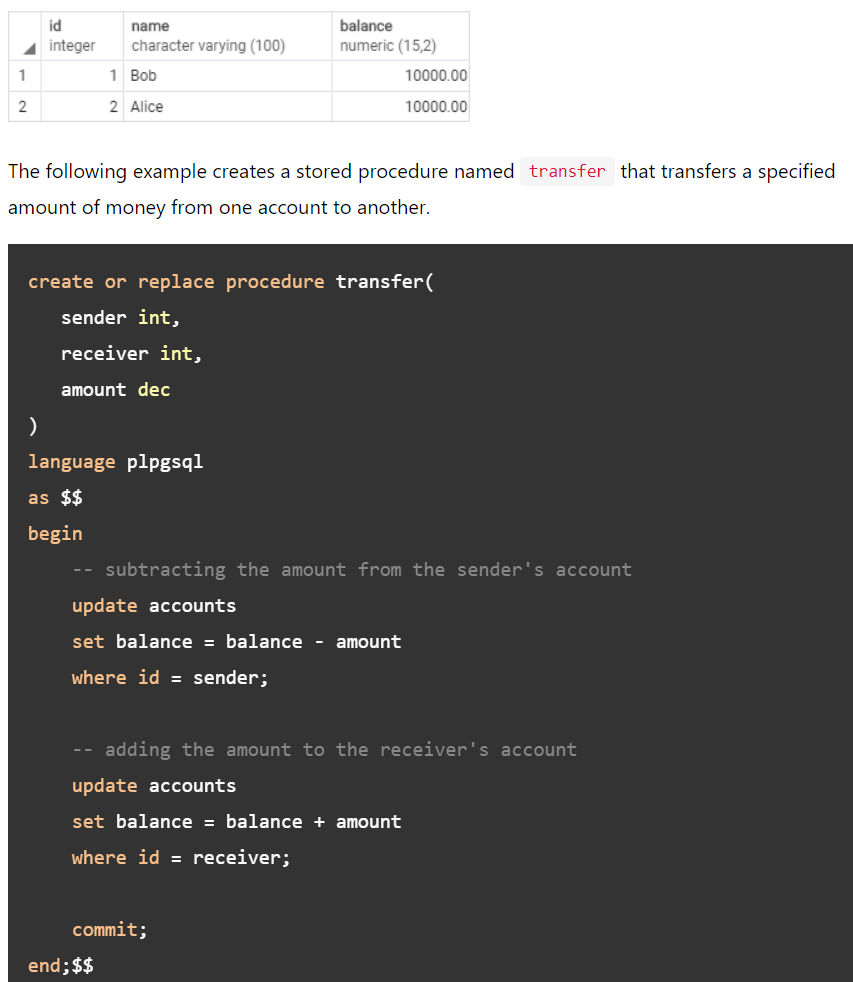 id name balance
integer character varying (100) numeric (15,2)
1 1 Bob 10000.00
2 2 Alice 10000.00
The following example creates a stored procedure named transfer that transfers a specified
amount of money from one account to another.
create or replace procedure transfer(
   sender int,
   receiver int,
   amount dec
)
language plpgsql
as $$
begin
    -- subtracting the amount from the sender's account
    update accounts
    set balance = balance - amount
    where id = sender;
    -- adding the amount to the receiver's account
    update accounts
    set balance = balance + amount
    where id = receiver;
    commit;
end;$$